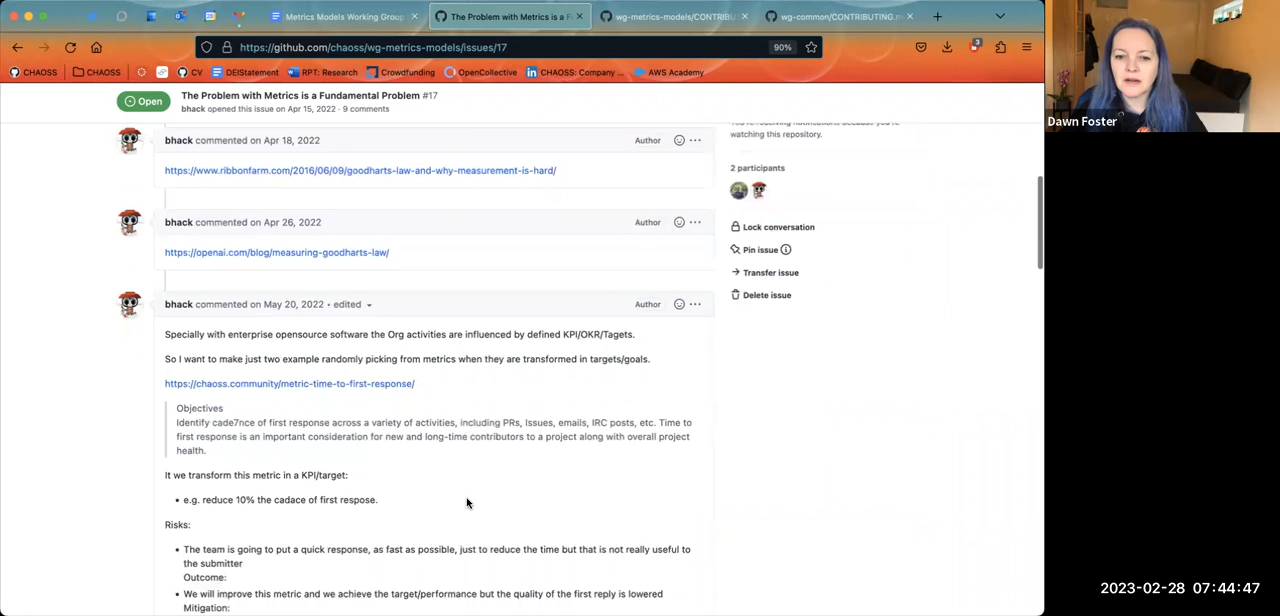 Metrics Models Working Group
The Problem with Metrics is a F
wg-metrics-models/CONTRIBU
wg-common/CONTRIBUTING.m
https://github.com/chaoss/wg-metrics-models/issues/17
90%
3
CHAOSS
CHAOSS
CV
DEIStatement
RPT: Research
Crowdfunding
OpenCollective
CHAOSS: Company ...
AWS Academy
Dawn Foster
Open
The Problem with Metrics is a Fundamental Problem #17
bhack opened this issue on Apr 15, 2022 · 9 comments
You're receiving notifications because you're
watching this repository.
bhack commented on Apr 18, 2022
Author
https://www.ribbonfarm.com/2016/06/09/goodharts-law-and-why-measurement-is-hard/
2 participants
bhack commented on Apr 26, 2022
Author
https://openai.com/blog/measuring-goodharts-law/
Lock conversation
Pin issue
Transfer issue
Delete issue
bhack commented on May 20, 2022 • edited
Author
Specially with enterprise opensource software the Org activities are influenced by defined KPI/OKR/Tagets.
So I want to make just two example randomly picking from metrics when they are transformed in targets/goals.
https://chaoss.community/metric-time-to-first-response/
Objectives
Identify cade7nce of first response across a variety of activities, including PRs, Issues, emails, IRC posts, etc. Time to
first response is an important consideration for new and long-time contributors to a project along with overall project
health.
It we transform this metric in a KPI/target:
• e.g. reduce 10% the cadace of first respose.
Risks:
• The team is going to put a quick response, as fast as possible, just to reduce the time but that is not really useful to
the submitter
Outcome:
• We will improve this metric and we achieve the target/performance but the quality of the first reply is lowered
Mitigation:
2023-02-28 07:44:47